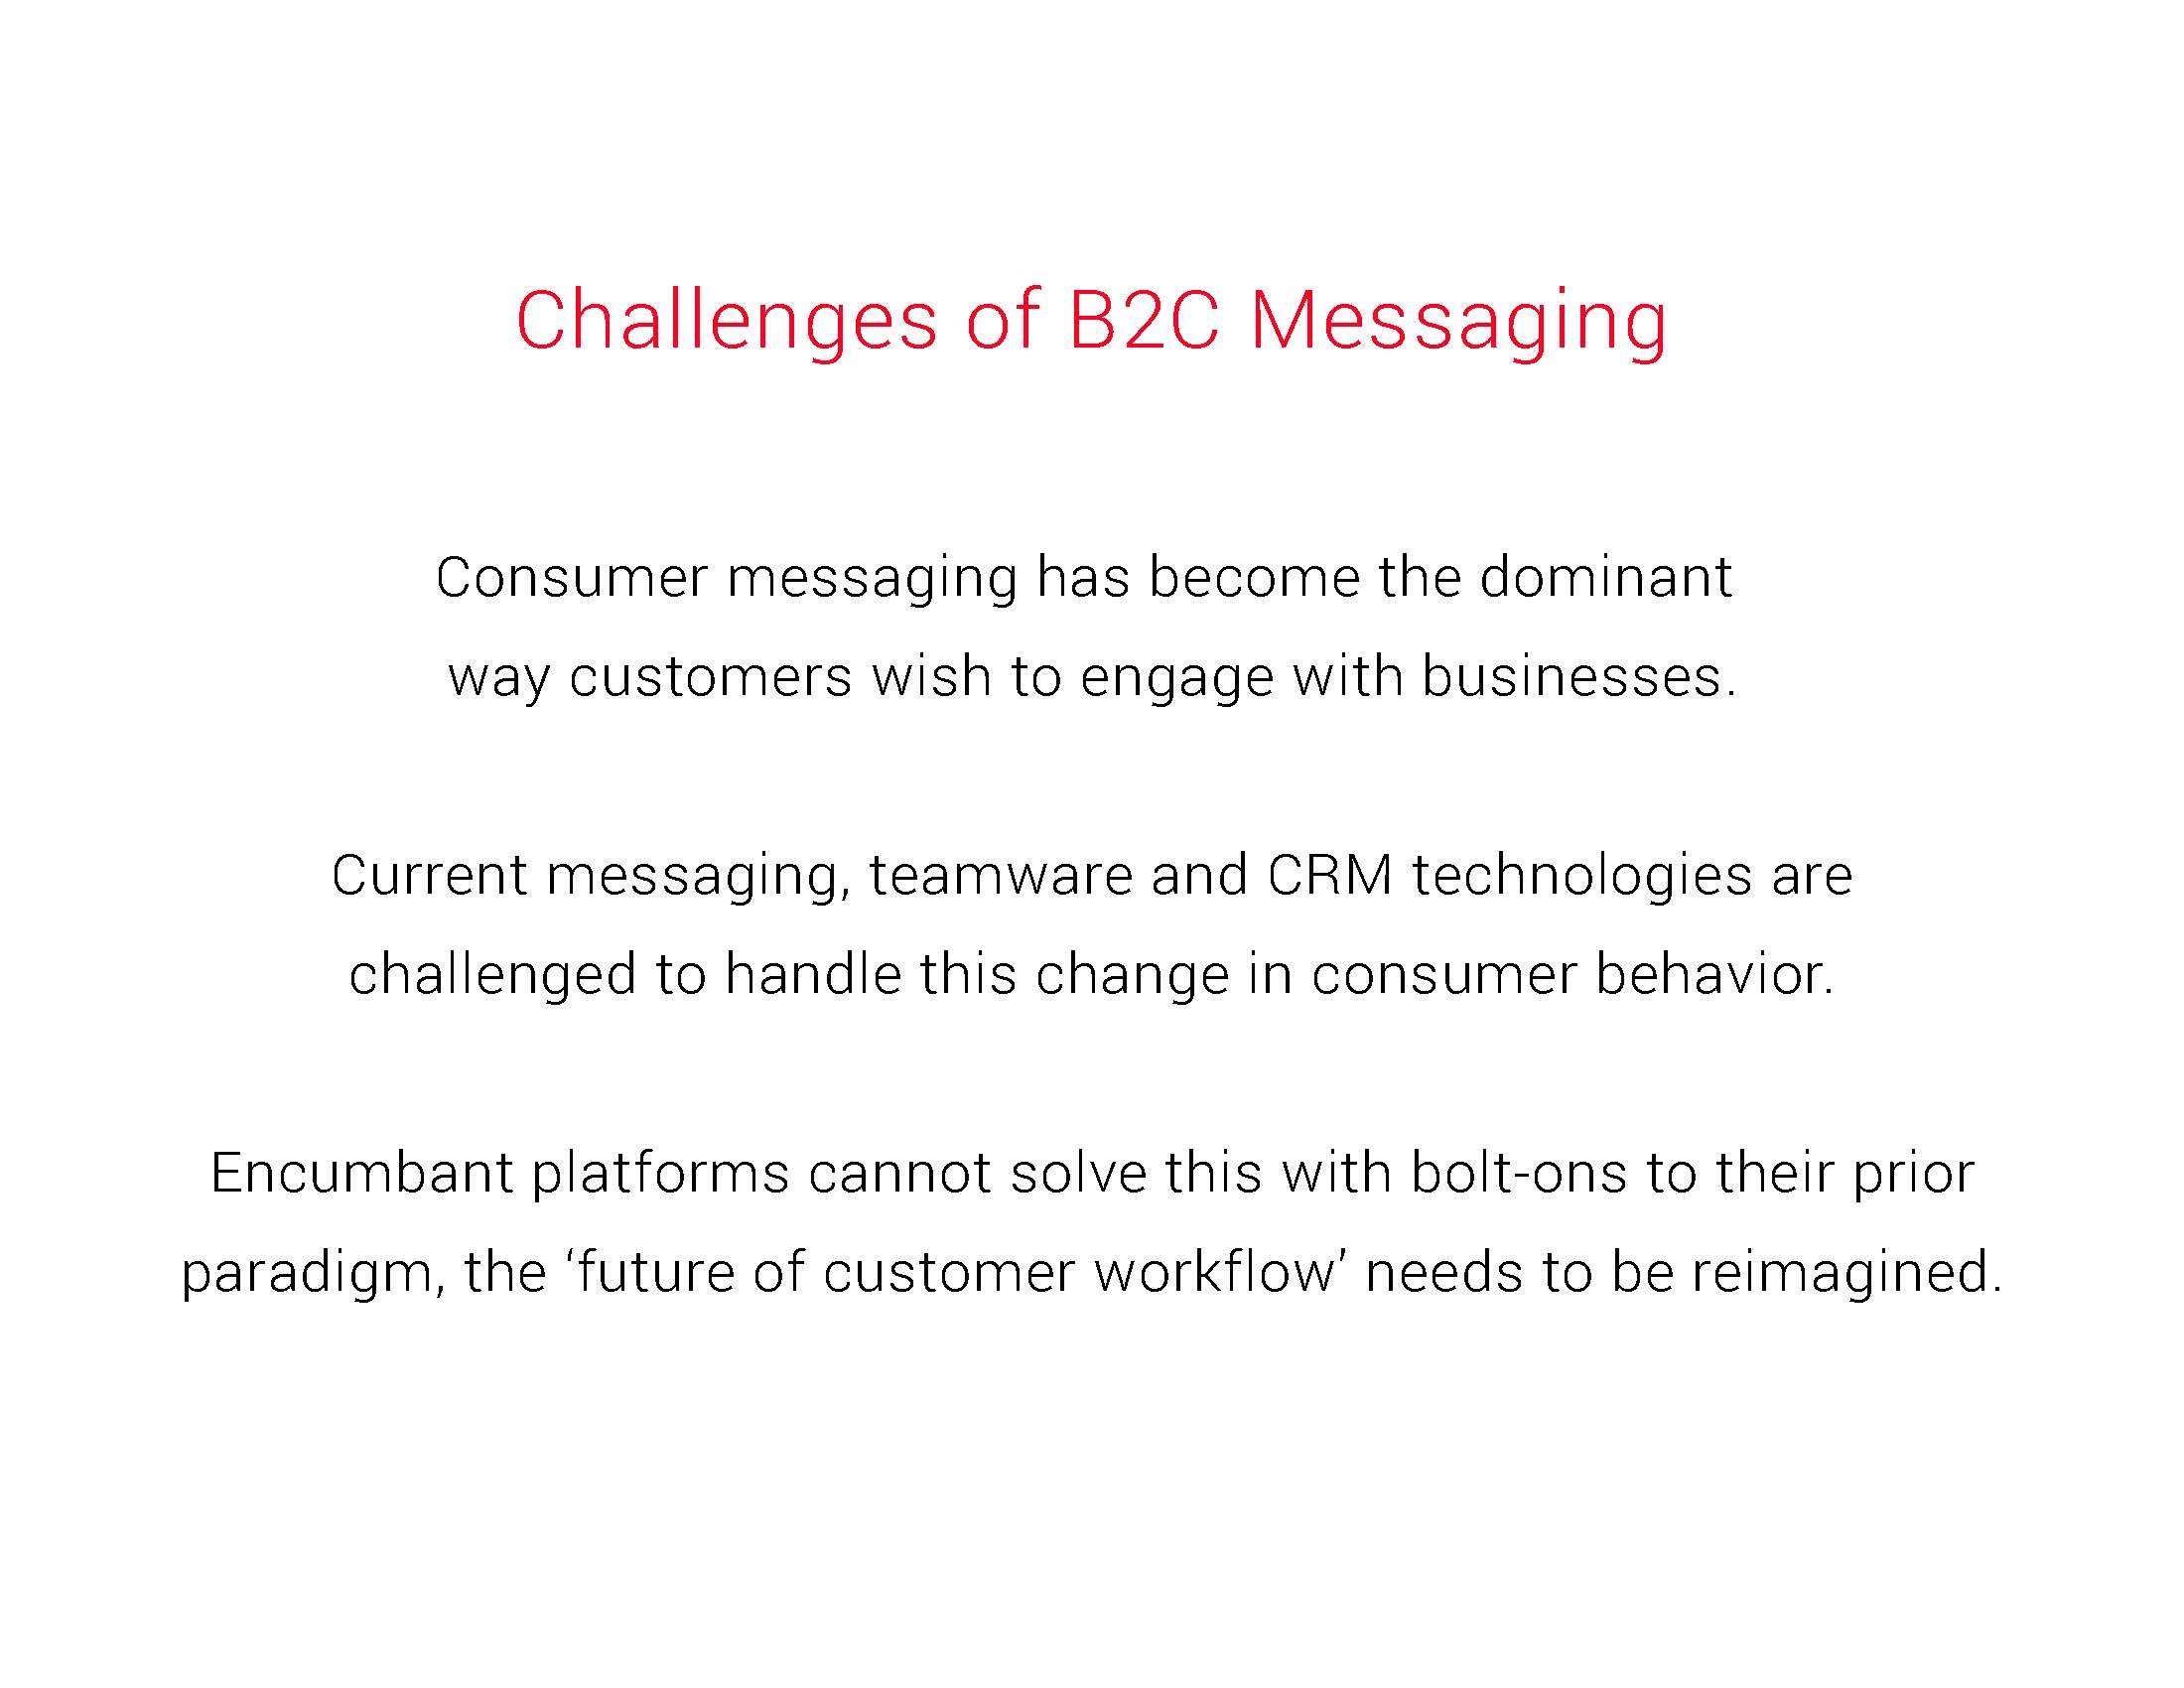 Challenges of B2C Messaging
Consumer messaging has become the dominant
way customers wish to engage with businesses.
Current messaging, teamware and CRM technologies are
challenged to handle this change in consumer behavior.
Encumbant platforms cannot solve this with bolt-ons to their prior
paradigm, the ‘future of customer workflow’ needs to be reimagined.